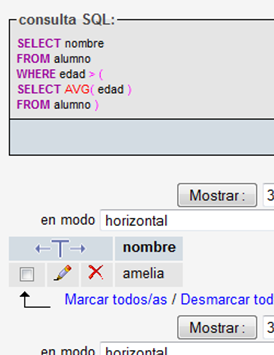 consulta SQL:
SELECT nombre
FROM alumno
WHERE edad > (
SELECT AVG( edad )
FROM alumno )
Mostrar : 3
en modo horizontal
nombre
amelia
Marcar todos/as / Desmarcar tod
Mostrar : 3
en modo horizontal